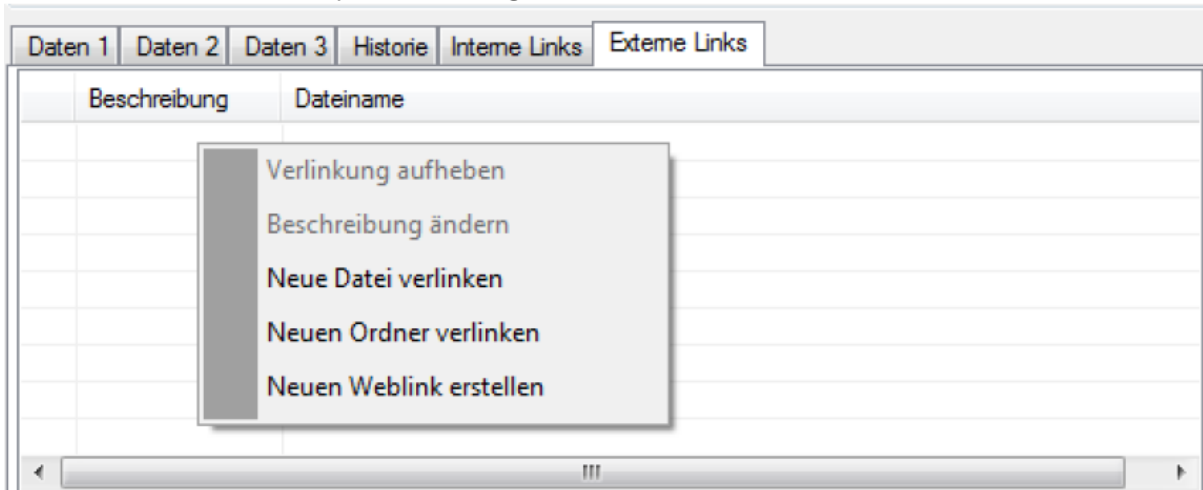 Daten 1 Daten 2 Daten 3 Historie Interne Links Externe Links
Beschreibung Dateiname
Verlinkung aufheben
Beschreibung ändern
Neue Datei verlinken
Neuen Ordner verlinken
Neuen Weblink erstellen